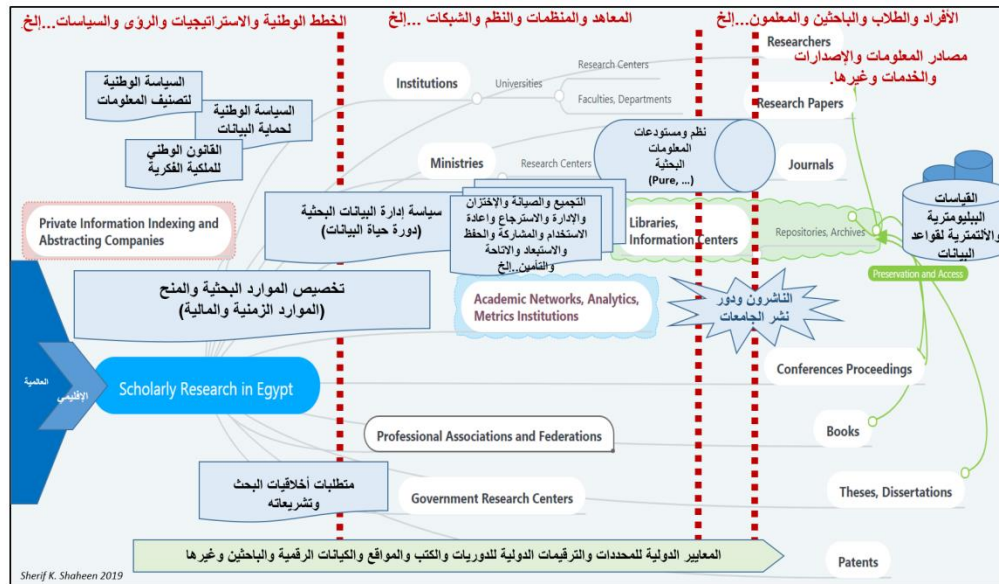 الأفراد والطلاب والباحثين والمعلمون...إلخ
المعاهد والمنظمات والنظم والشبكات ...إلخ
الخطط الوطنية والاستراتيجيات والرؤى والسياسات...إلخ
مصادر المعلومات والإصدارات
والخدمات وغيرها.
السياسة الوطنية
لتصنيف المعلومات
السياسة الوطنية
لحماية البيانات
القانون الوطني
للملكية الفكرية
Institutions
Universities
Research Centers
Faculties, Departments
Researchers
Research Papers
Ministries
Research Centers
نظم ومستودعات
المعلومات
البحثية
(Pure, ...)
Journals
Private Information Indexing and
Abstracting Companies
سياسة إدارة البيانات البحثية
(دورة حياة البيانات)
التجميع والصيانة والإختزان
والإدارة والاسترجاع واعادة
الاستخدام والمشاركة والحفظ
والاستبعاد والاتاحة
والتأمين...إلخ
Libraries,
Information Centers
Repositories, Archives
القياسات
الببليومترية
والألتمترية لقواعد
البيانات
Preservation and Access
تخصيص الموارد البحثية والمنح
(الموارد الزمنية والمالية)
Academic Networks, Analytics,
Metrics Institutions
الناشرون ودور
نشر الجامعات
العالمية
الإقليمي
Scholarly Research in Egypt
Conferences Proceedings
Professional Associations and Federations
Books
متطلبات أخلاقيات البحث
وتشريعاته
Government Research Centers
Theses, Dissertations
المعايير الدولية للمحددات والترقيمات الدولية للدوريات والكتب والمواقع والكيانات الرقمية والباحثين وغيرها
Patents
Sherif K. Shaheen 2019